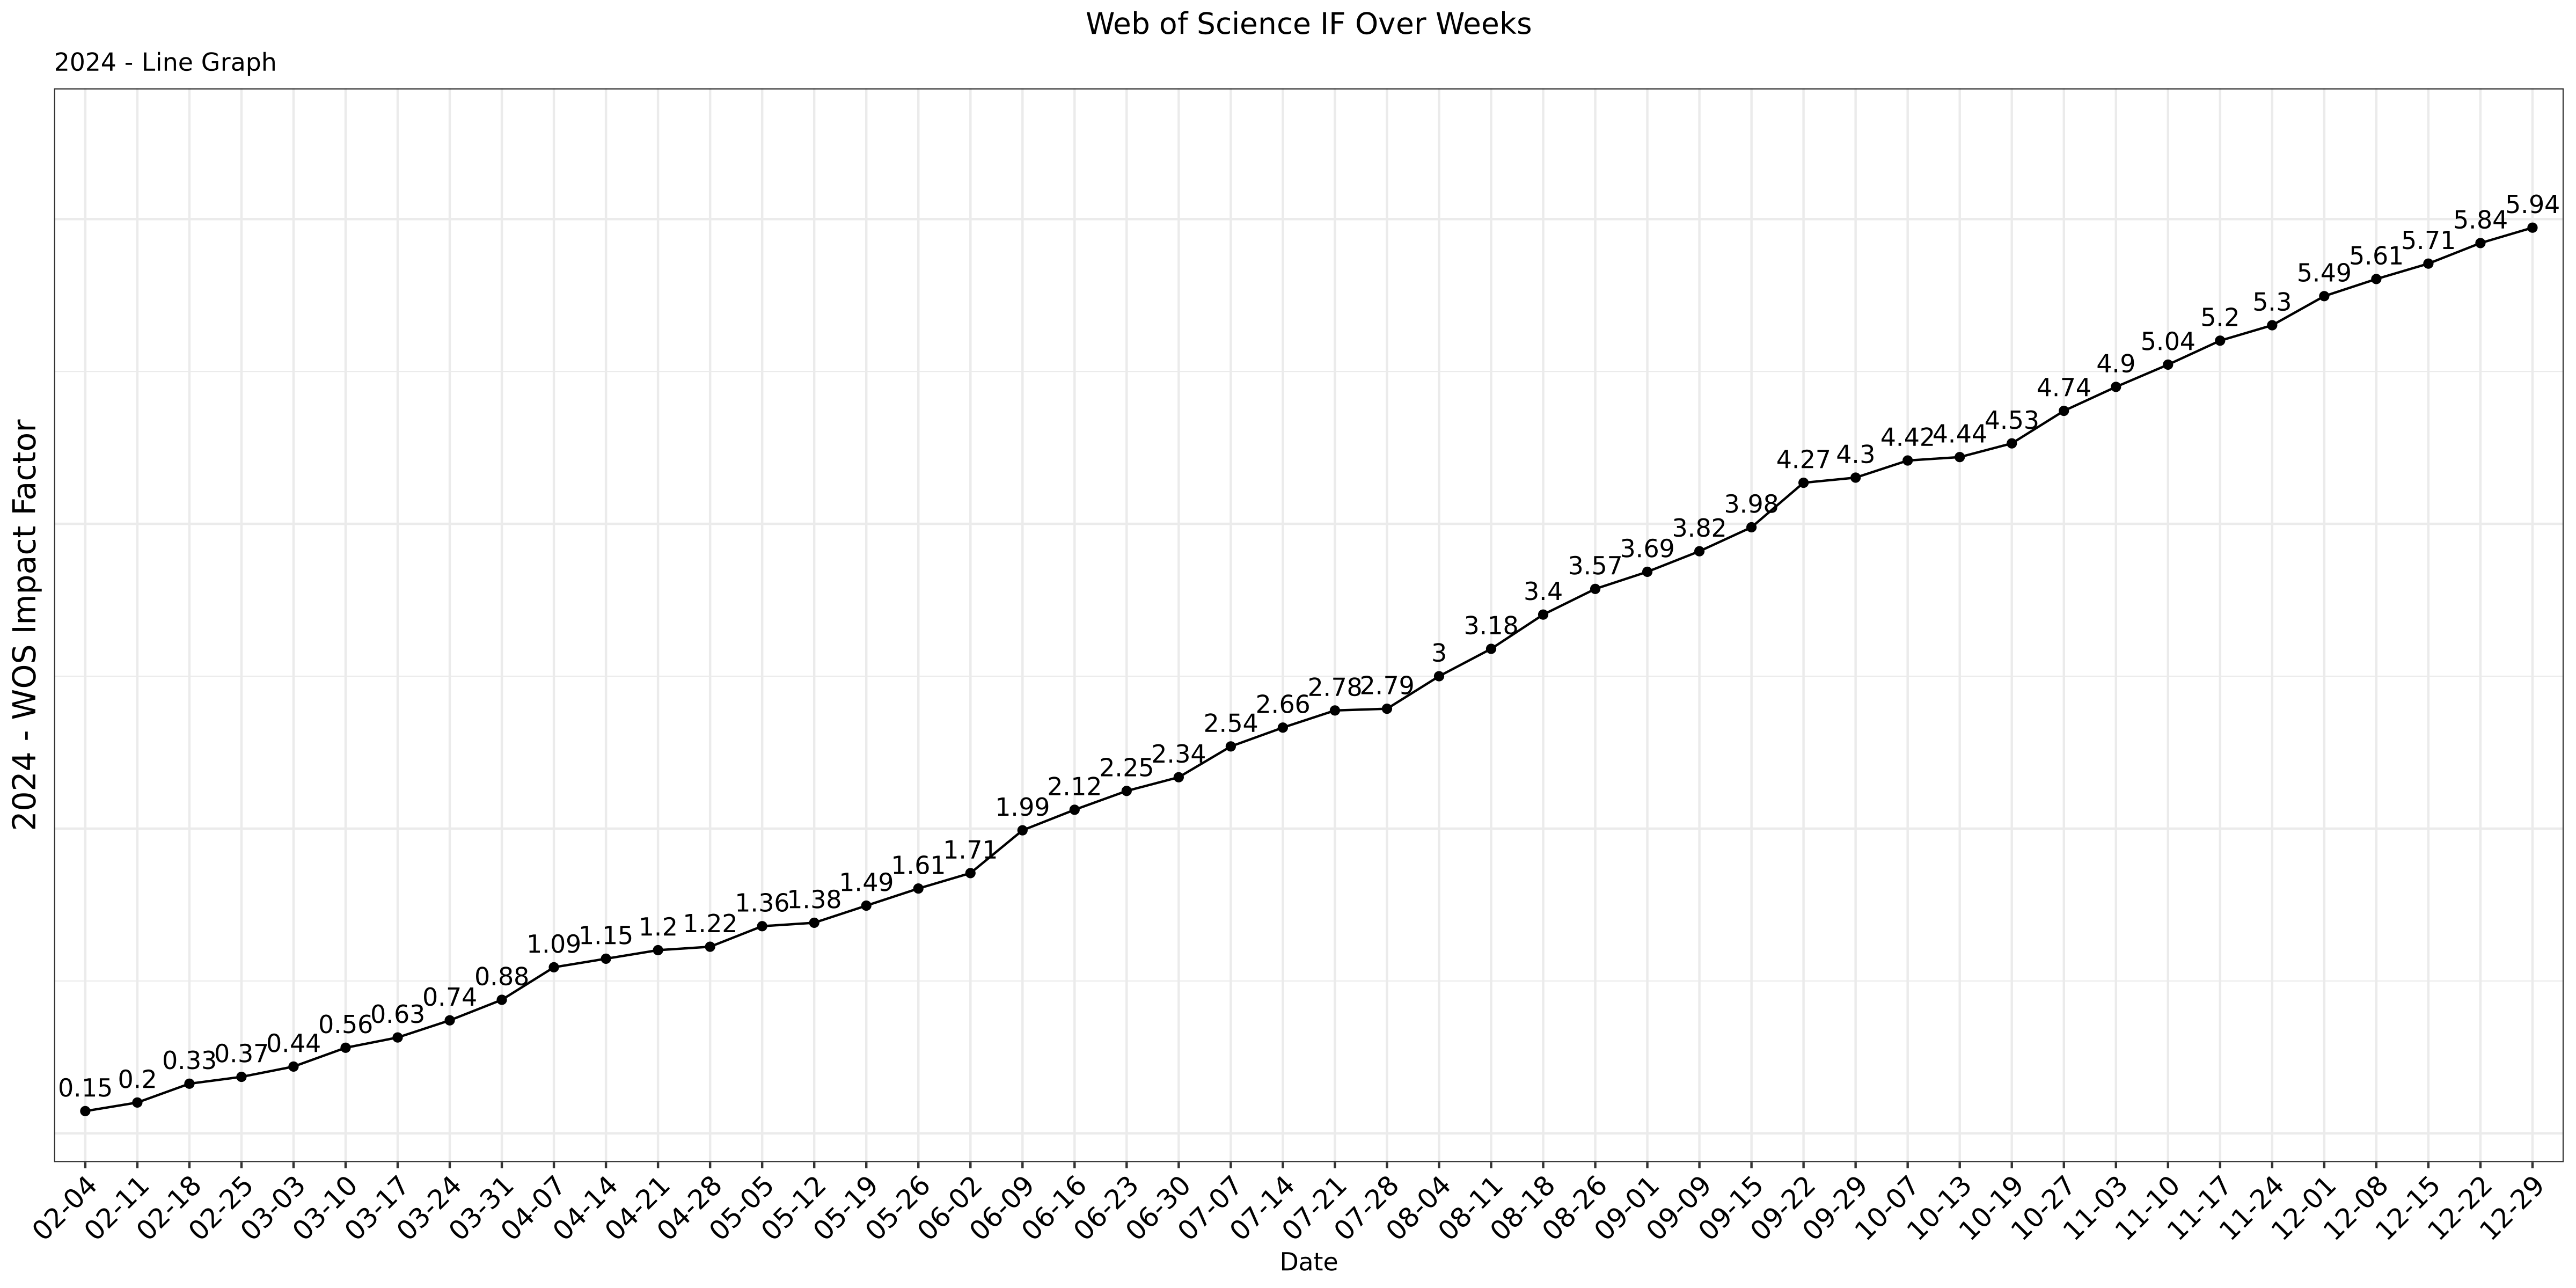 Web of Science IF Over Weeks
2024 - Line Graph
2024 - WOS Impact Factor
0.15 0.2 0.33 0.37 0.44 0.56 0.63 0.74 0.88 1.09 1.15 1.2 1.22 1.36 1.38 1.49 1.61 1.71 1.99 2.12 2.25 2.34 2.54 2.66 2.78 2.79 3 3.18 3.4 3.57 3.69 3.82 3.98 4.27 4.3 4.42 4.44 4.53 4.74 4.9 5.04 5.2 5.3 5.49 5.61 5.71 5.84 5.94
02-04 02-11 02-18 02-25 03-03 03-10 03-17 03-24 03-31 04-07 04-14 04-21 04-28 05-05 05-12 05-19 05-26 06-02 06-09 06-16 06-23 06-30 07-07 07-14 07-21 07-28 08-04 08-11 08-18 08-26 09-01 09-09 09-15 09-22 09-29 10-07 10-13 10-19 10-27 11-03 11-10 11-17 11-24 12-01 12-08 12-15 12-22 12-29
Date